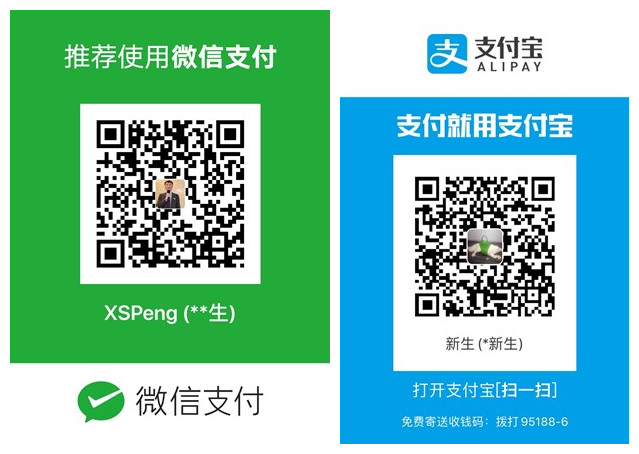 推荐使用微信支付
XSPeng (**生)
微信支付
支付宝
ALIPAY
支付就用支付宝
新生 (*新生)
打开支付宝[扫一扫]
免费寄送收钱码：拨打 95188-6